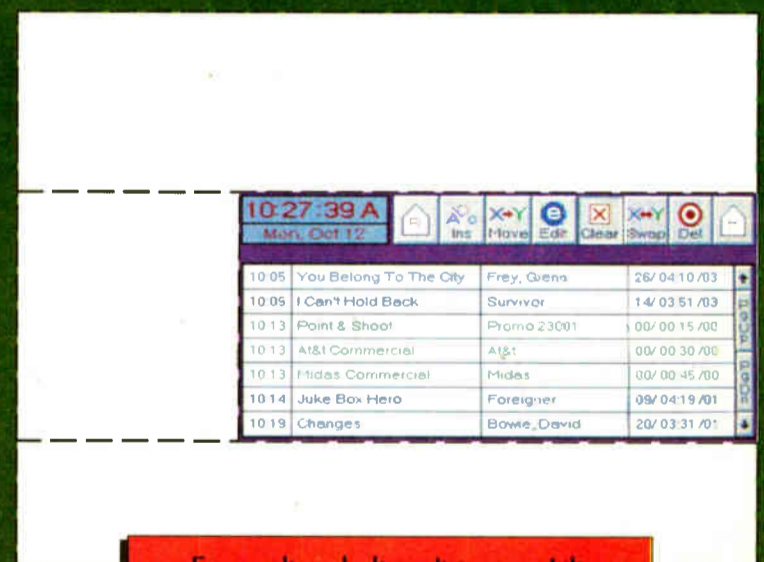 10:27:39 A
Mon, Oct 12
Ins
Move
Edit
Clear
Swap
Del
10:05 You Belong To The City Frey, Glenn 26/ 04:10 /03
10:09 I Can't Hold Back Survivor 14/ 03:51 /03
10:13 Point & Shoot Promo 23001 00/ 00:15 /00
10:13 At&t Commercial At&t 00/ 00:30 /00
10:13 Midas Commercial Midas 00/ 00:45 /00
10:14 Juke Box Hero Foreigner 09/ 04:19 /01
10:19 Changes Bowie, David 20/ 03:31 /01
PgUp
PgDn